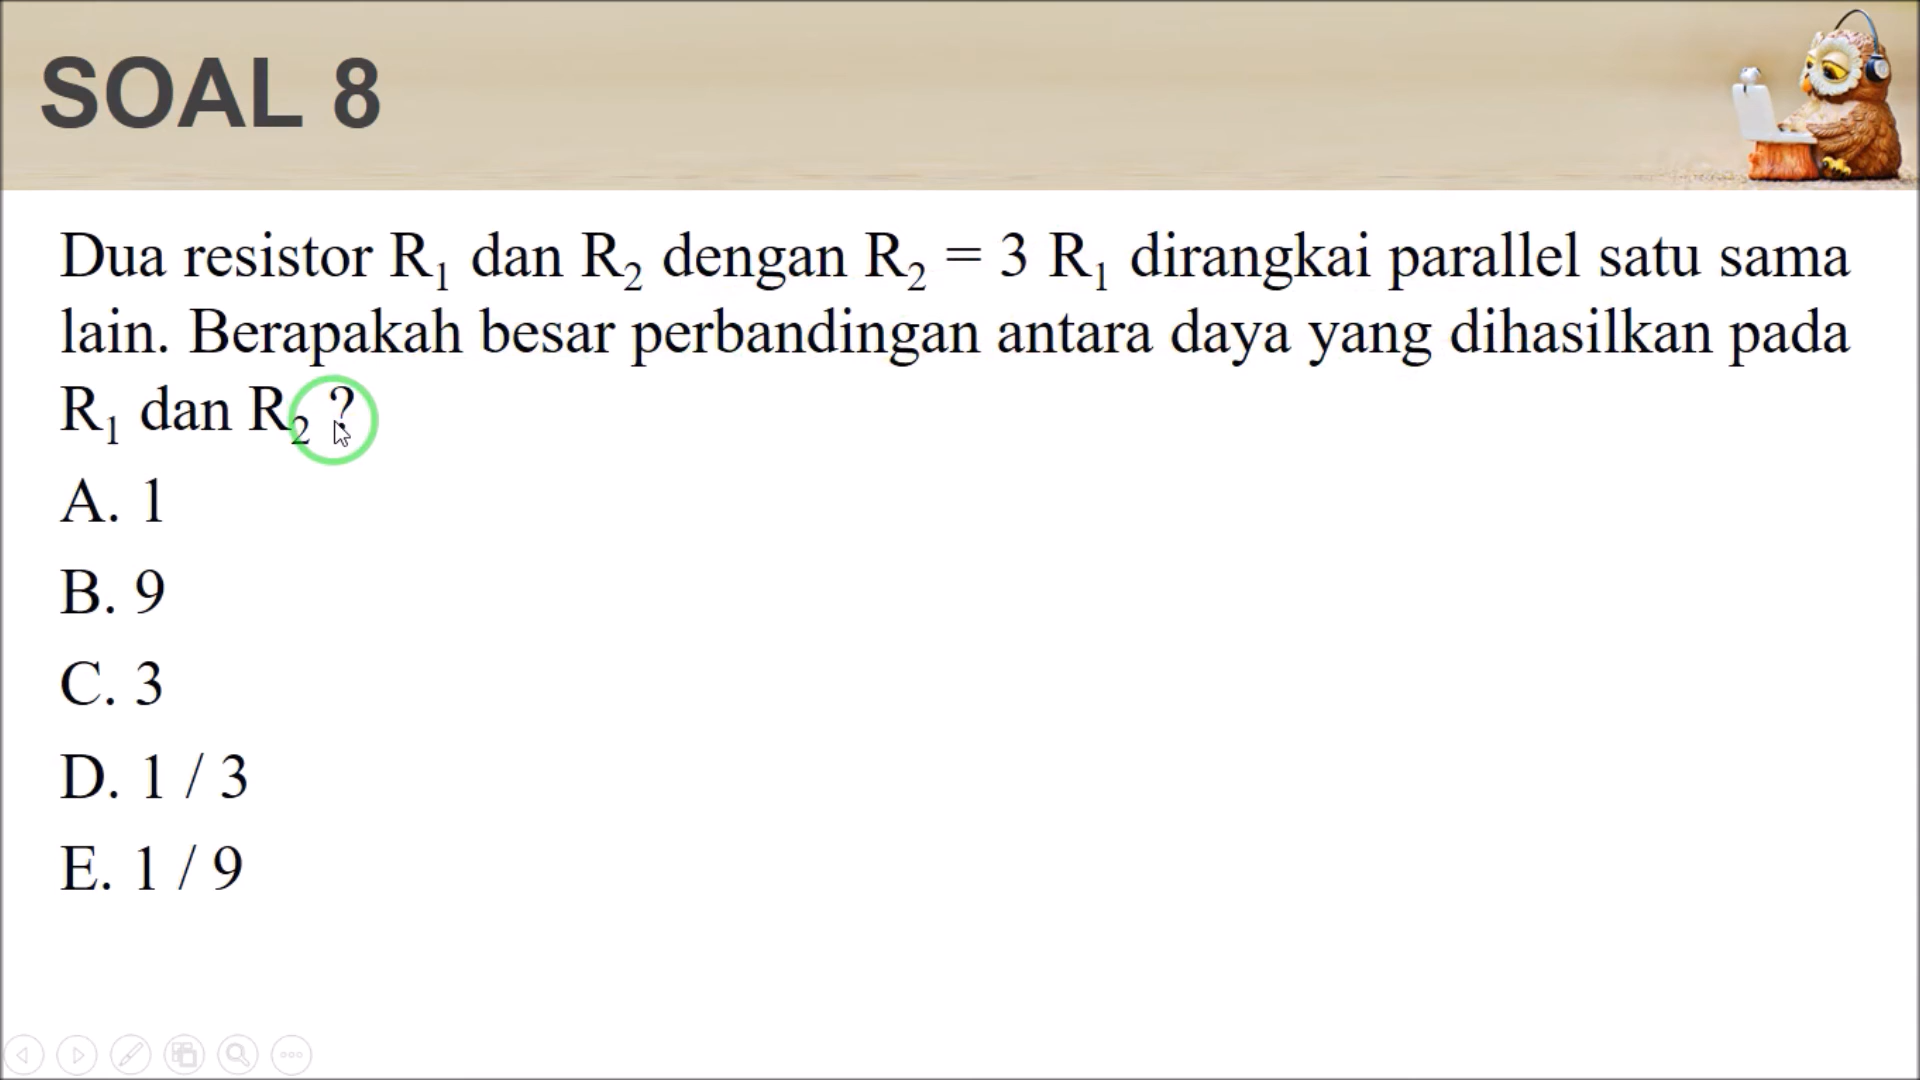 SOAL 8
Dua resistor R₁ dan R₂ dengan R₂ = 3 R₁ dirangkai parallel satu sama
lain. Berapakah besar perbandingan antara daya yang dihasilkan pada
R₁ dan R₂ ?
A. 1
B. 9
C. 3
D. 1 / 3
E. 1 / 9